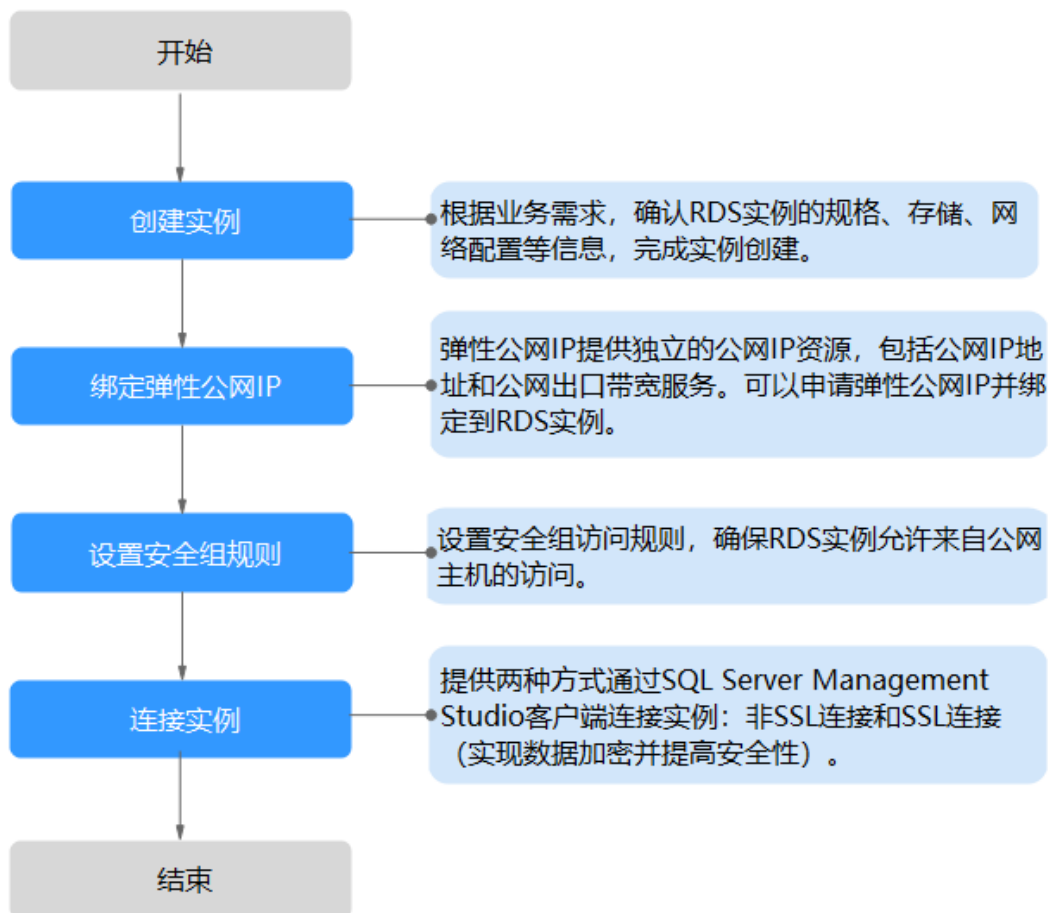 开始
创建实例
根据业务需求，确认RDS实例的规格、存储、网
络配置等信息，完成实例创建。
绑定弹性公网IP
弹性公网IP提供独立的公网IP资源，包括公网IP地
址和公网出口带宽服务。可以申请弹性公网IP并绑
定到RDS实例。
设置安全组规则
设置安全组访问规则，确保RDS实例允许来自公网
主机的访问。
连接实例
提供两种方式通过SQL Server Management
Studio客户端连接实例：非SSL连接和SSL连接
（实现数据加密并提高安全性）。
结束